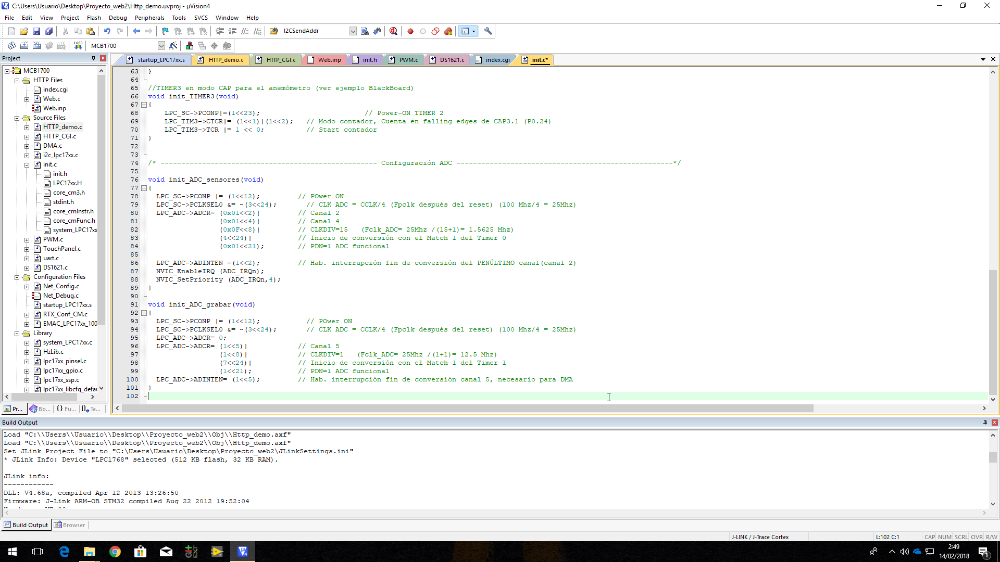 C:\Users\Usuario\Desktop\Proyecto_web2\Http_demo.uvproj - µVision4
File Edit View Project Flash Debug Peripherals Tools SVCS Window Help
I2CSendAddr
LOAD MCB1700
Project
startup_LPC17xx.s HTTP_demo.c HTTP_CGI.c Web.inp init.h PWM.c DS1621.c index.cgi init.c*
MCB1700
HTTP Files
index.cgi
Web.c
Web.inp
Source Files
HTTP_demo.c
HTTP_CGI.c
DMA.c
i2c_lpc17xx.c
init.c
init.h
LPC17xx.H
core_cm3.h
stdint.h
core_cmInstr.h
core_cmFunc.h
system_LPC17xx
PWM.c
TouchPanel.c
uart.c
DS1621.c
Configuration Files
Net_Config.c
Net_Debug.c
startup_LPC17xx.s
RTX_Conf_CM.c
EMAC_LPC17xx_100
Library
system_LPC17xx.c
HzLib.c
lpc17xx_pinsel.c
lpc17xx_gpio.c
lpc17xx_ssp.c
lpc17xx_libcfg_defau
Pr... Bo... {} Fu... 0, Te...
63 }
64
65 //TIMER3 en modo CAP para el anemómetro (ver ejemplo BlackBoard)
66 void init_TIMER3(void)
67 {
68 LPC_SC->PCONP|=(1<<23); // Power-ON TIMER 2
69 LPC_TIM3->CTCR|= (1<<1)|(1<<2); // Modo contador, Cuenta en falling edges de CAP3.1 (P0.24)
70 LPC_TIM3->TCR |= 1 << 0; // Start contador
71 }
72
73
74 /* ---------------------------------------------------- Configuración ADC ----------------------------------------------------*/
75
76 void init_ADC_sensores(void)
77 {
78 LPC_SC->PCONP |= (1<<12); // POwer ON
79 LPC_SC->PCLKSEL0 &= ~(3<<24); // CLK ADC = CCLK/4 (Fpclk después del reset) (100 Mhz/4 = 25Mhz)
80 LPC_ADC->ADCR= (0x01<<2)| // Canal 2
81 (0x01<<4)| // Canal 4
82 (0x0F<<8)| // CLKDIV=15 (Fclk_ADC= 25Mhz /(15+1)= 1.5625 Mhz)
83 (4<<24)| // Inicio de conversión con el Match 1 del Timer 0
84 (0x01<<21); // PDN=1 ADC funcional
85
86 LPC_ADC->ADINTEN =(1<<2); // Hab. interrupción fin de conversión del PENÚLTIMO canal(canal 2)
87 NVIC_EnableIRQ (ADC_IRQn);
88 NVIC_SetPriority (ADC_IRQn,4);
89 }
90
91 void init_ADC_grabar(void)
92 {
93 LPC_SC->PCONP |= (1<<12); // POwer ON
94 LPC_SC->PCLKSEL0 &= ~(3<<24); // CLK ADC = CCLK/4 (Fpclk después del reset) (100 Mhz/4 = 25Mhz)
95 LPC_ADC->ADCR= 0;
96 LPC_ADC->ADCR= (1<<5)| // Canal 5
97 (1<<8)| // CLKDIV=1 (Fclk_ADC= 25Mhz /(1+1)= 12.5 Mhz)
98 (7<<24)| // Inicio de conversión con el Match 1 del Timer 1
99 (1<<21); // PDN=1 ADC funcional
100 LPC_ADC->ADINTEN= (1<<5); // Hab. interrupción fin de conversión canal 5, necesario para DMA
101 }
102
Build Output
Load "C:\\Users\\Usuario\\Desktop\\Proyecto_web2\\Obj\\Http_demo.axf"
Load "C:\\Users\\Usuario\\Desktop\\Proyecto_web2\\Obj\\Http_demo.axf"
Set JLink Project File to "C:\Users\Usuario\Desktop\Proyecto_web2\JLinkSettings.ini"
* JLink Info: Device "LPC1768" selected (512 KB flash, 32 KB RAM).
JLink info:
------------
DLL: V4.68a, compiled Apr 12 2013 13:26:50
Firmware: J-Link ARM-OB STM32 compiled Aug 22 2012 19:52:04
Build Output Browser
J-LINK / J-Trace Cortex L:102 C:1 CAP NUM SCRL OVR R/W
2:49
14/02/2018
1